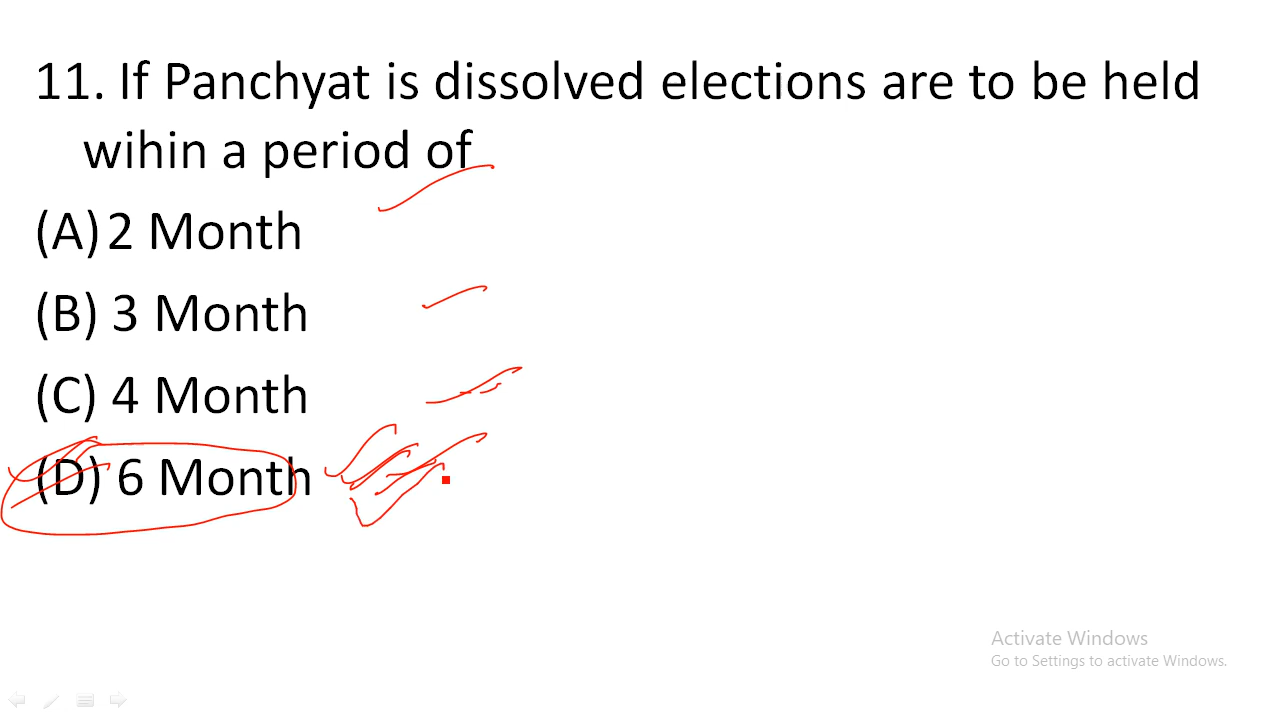 11. If Panchyat is dissolved elections are to be held
wihin a period of
(A) 2 Month
(B) 3 Month
(C) 4 Month
(D) 6 Month
Activate Windows
Go to Settings to activate Windows.